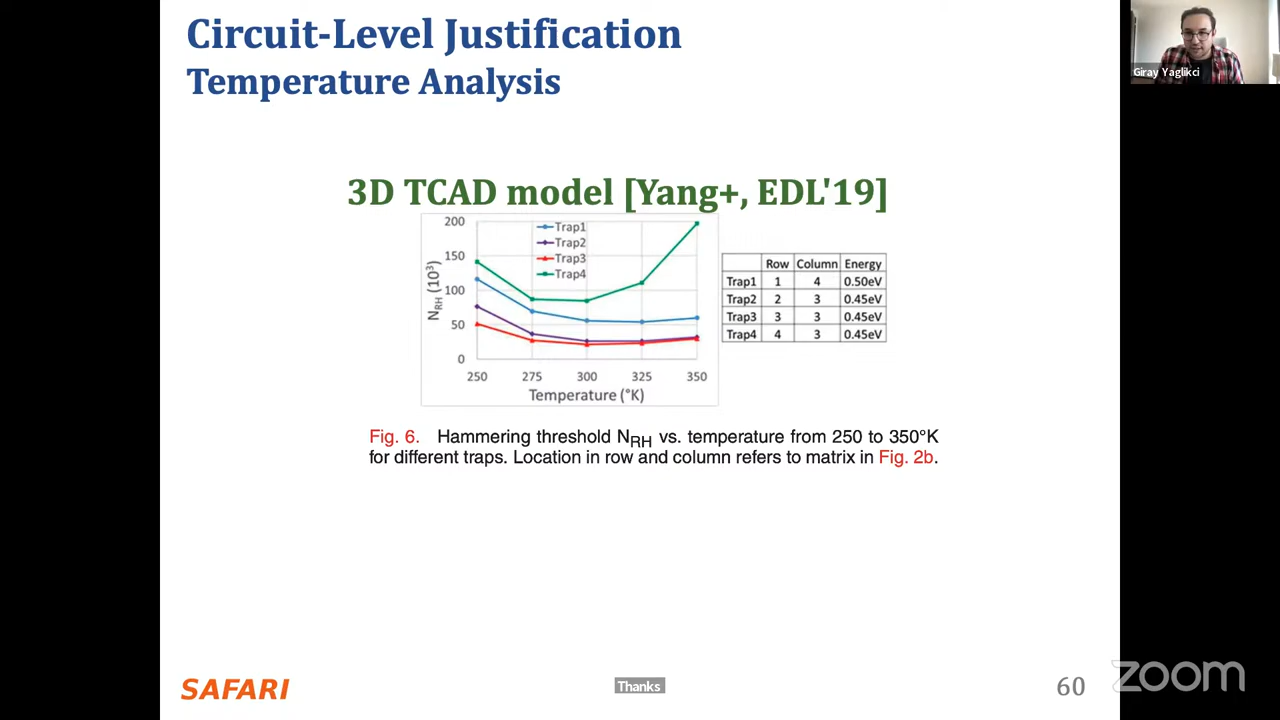 Circuit-Level Justification
Temperature Analysis
Giray Yaglikci
3D TCAD model [Yang+, EDL'19]
200
150
100
50
0
N_RH (10³)
Trap1
Trap2
Trap3
Trap4
250 275 300 325 350
Temperature (°K)
Row Column Energy
Trap1 1 4 0.50eV
Trap2 2 3 0.45eV
Trap3 3 3 0.45eV
Trap4 4 3 0.45eV
Fig. 6. Hammering threshold N_RH vs. temperature from 250 to 350°K
for different traps. Location in row and column refers to matrix in Fig. 2b.
SAFARI
Thanks
60
zoom